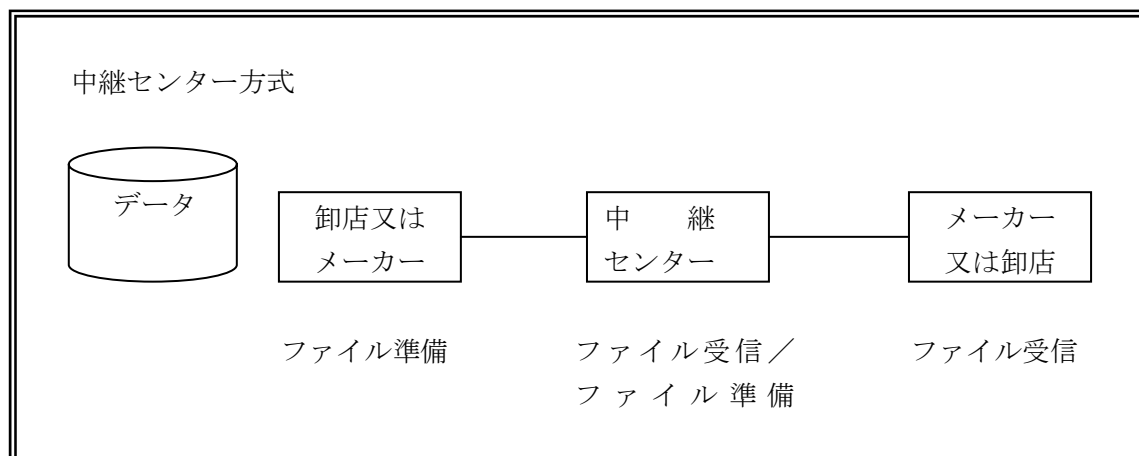 中継センター方式
データ
卸店又は
メーカー
中　　継
センター
メーカー
又は卸店
ファイル準備
ファイル受信／
ファイル準備
ファイル受信